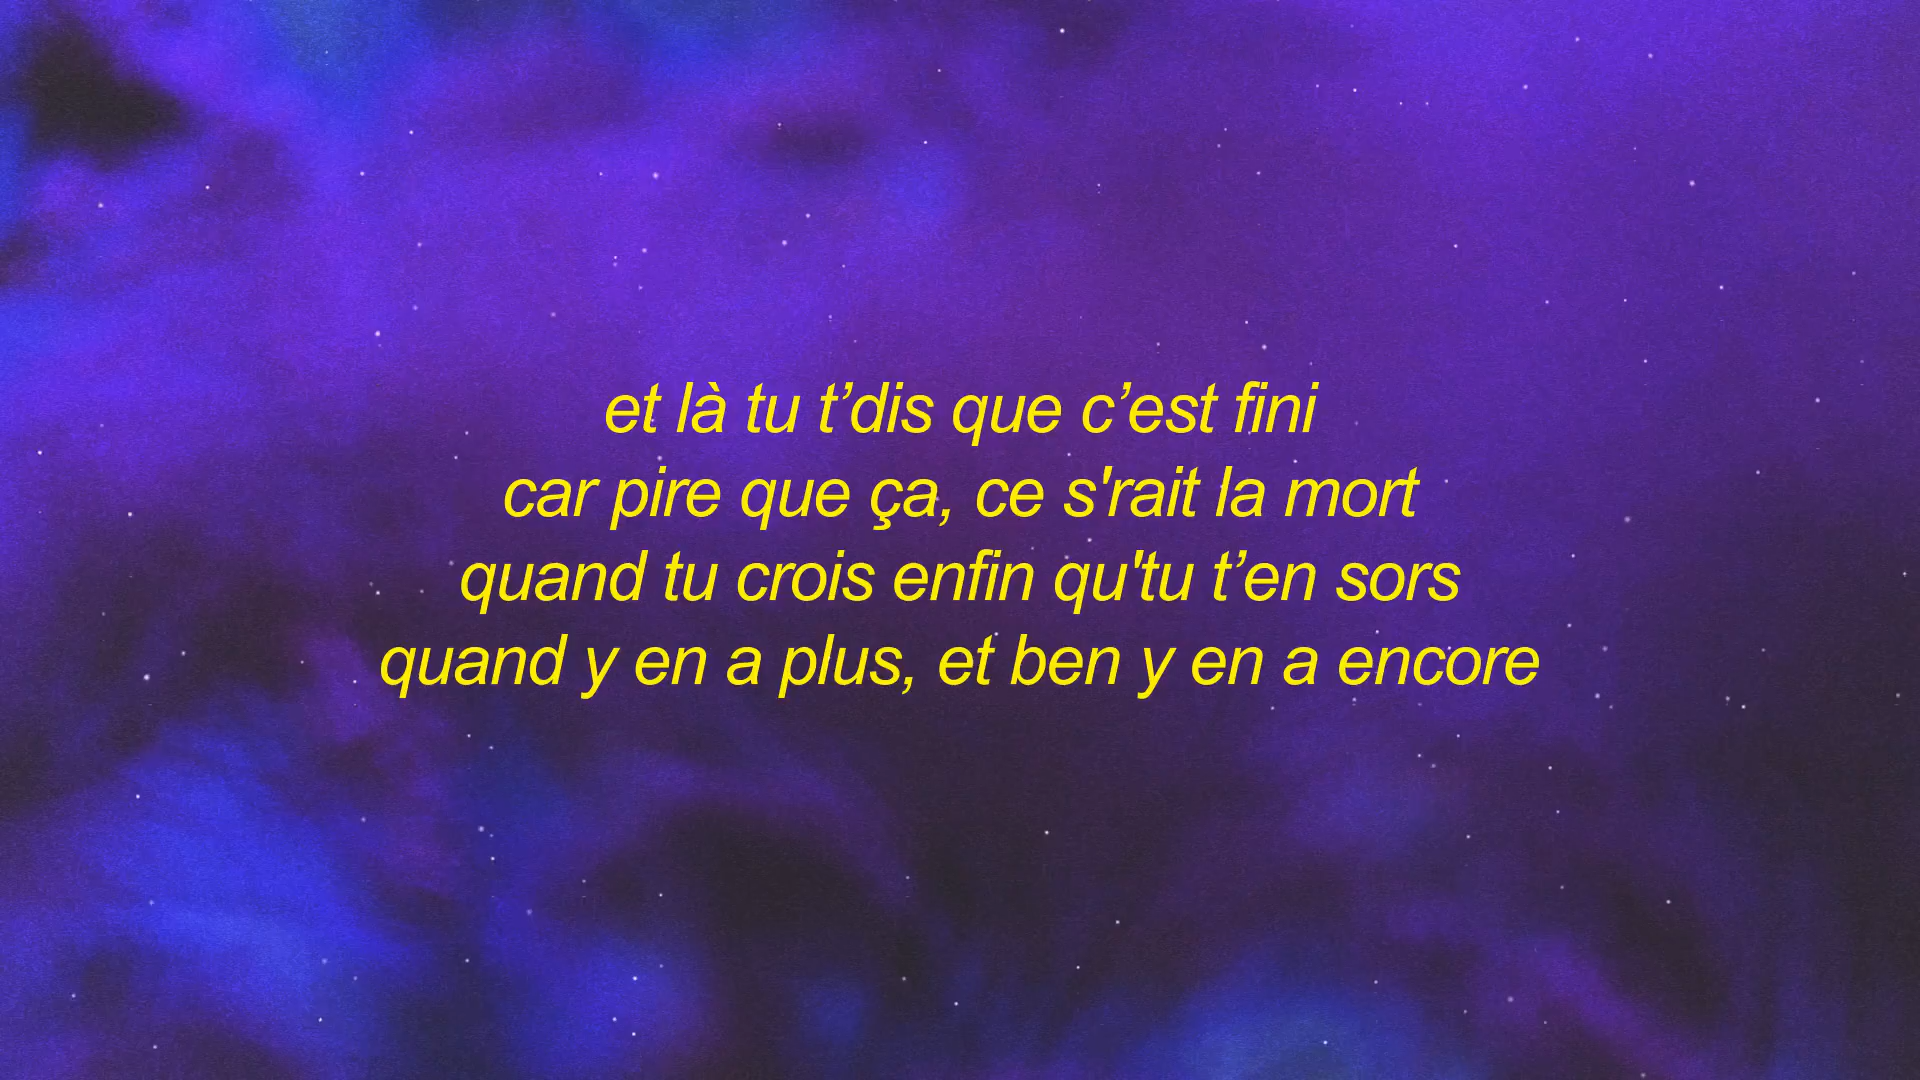 et là tu t’dis que c’est fini
car pire que ça, ce s'rait la mort
quand tu crois enfin qu'tu t’en sors
quand y en a plus, et ben y en a encore